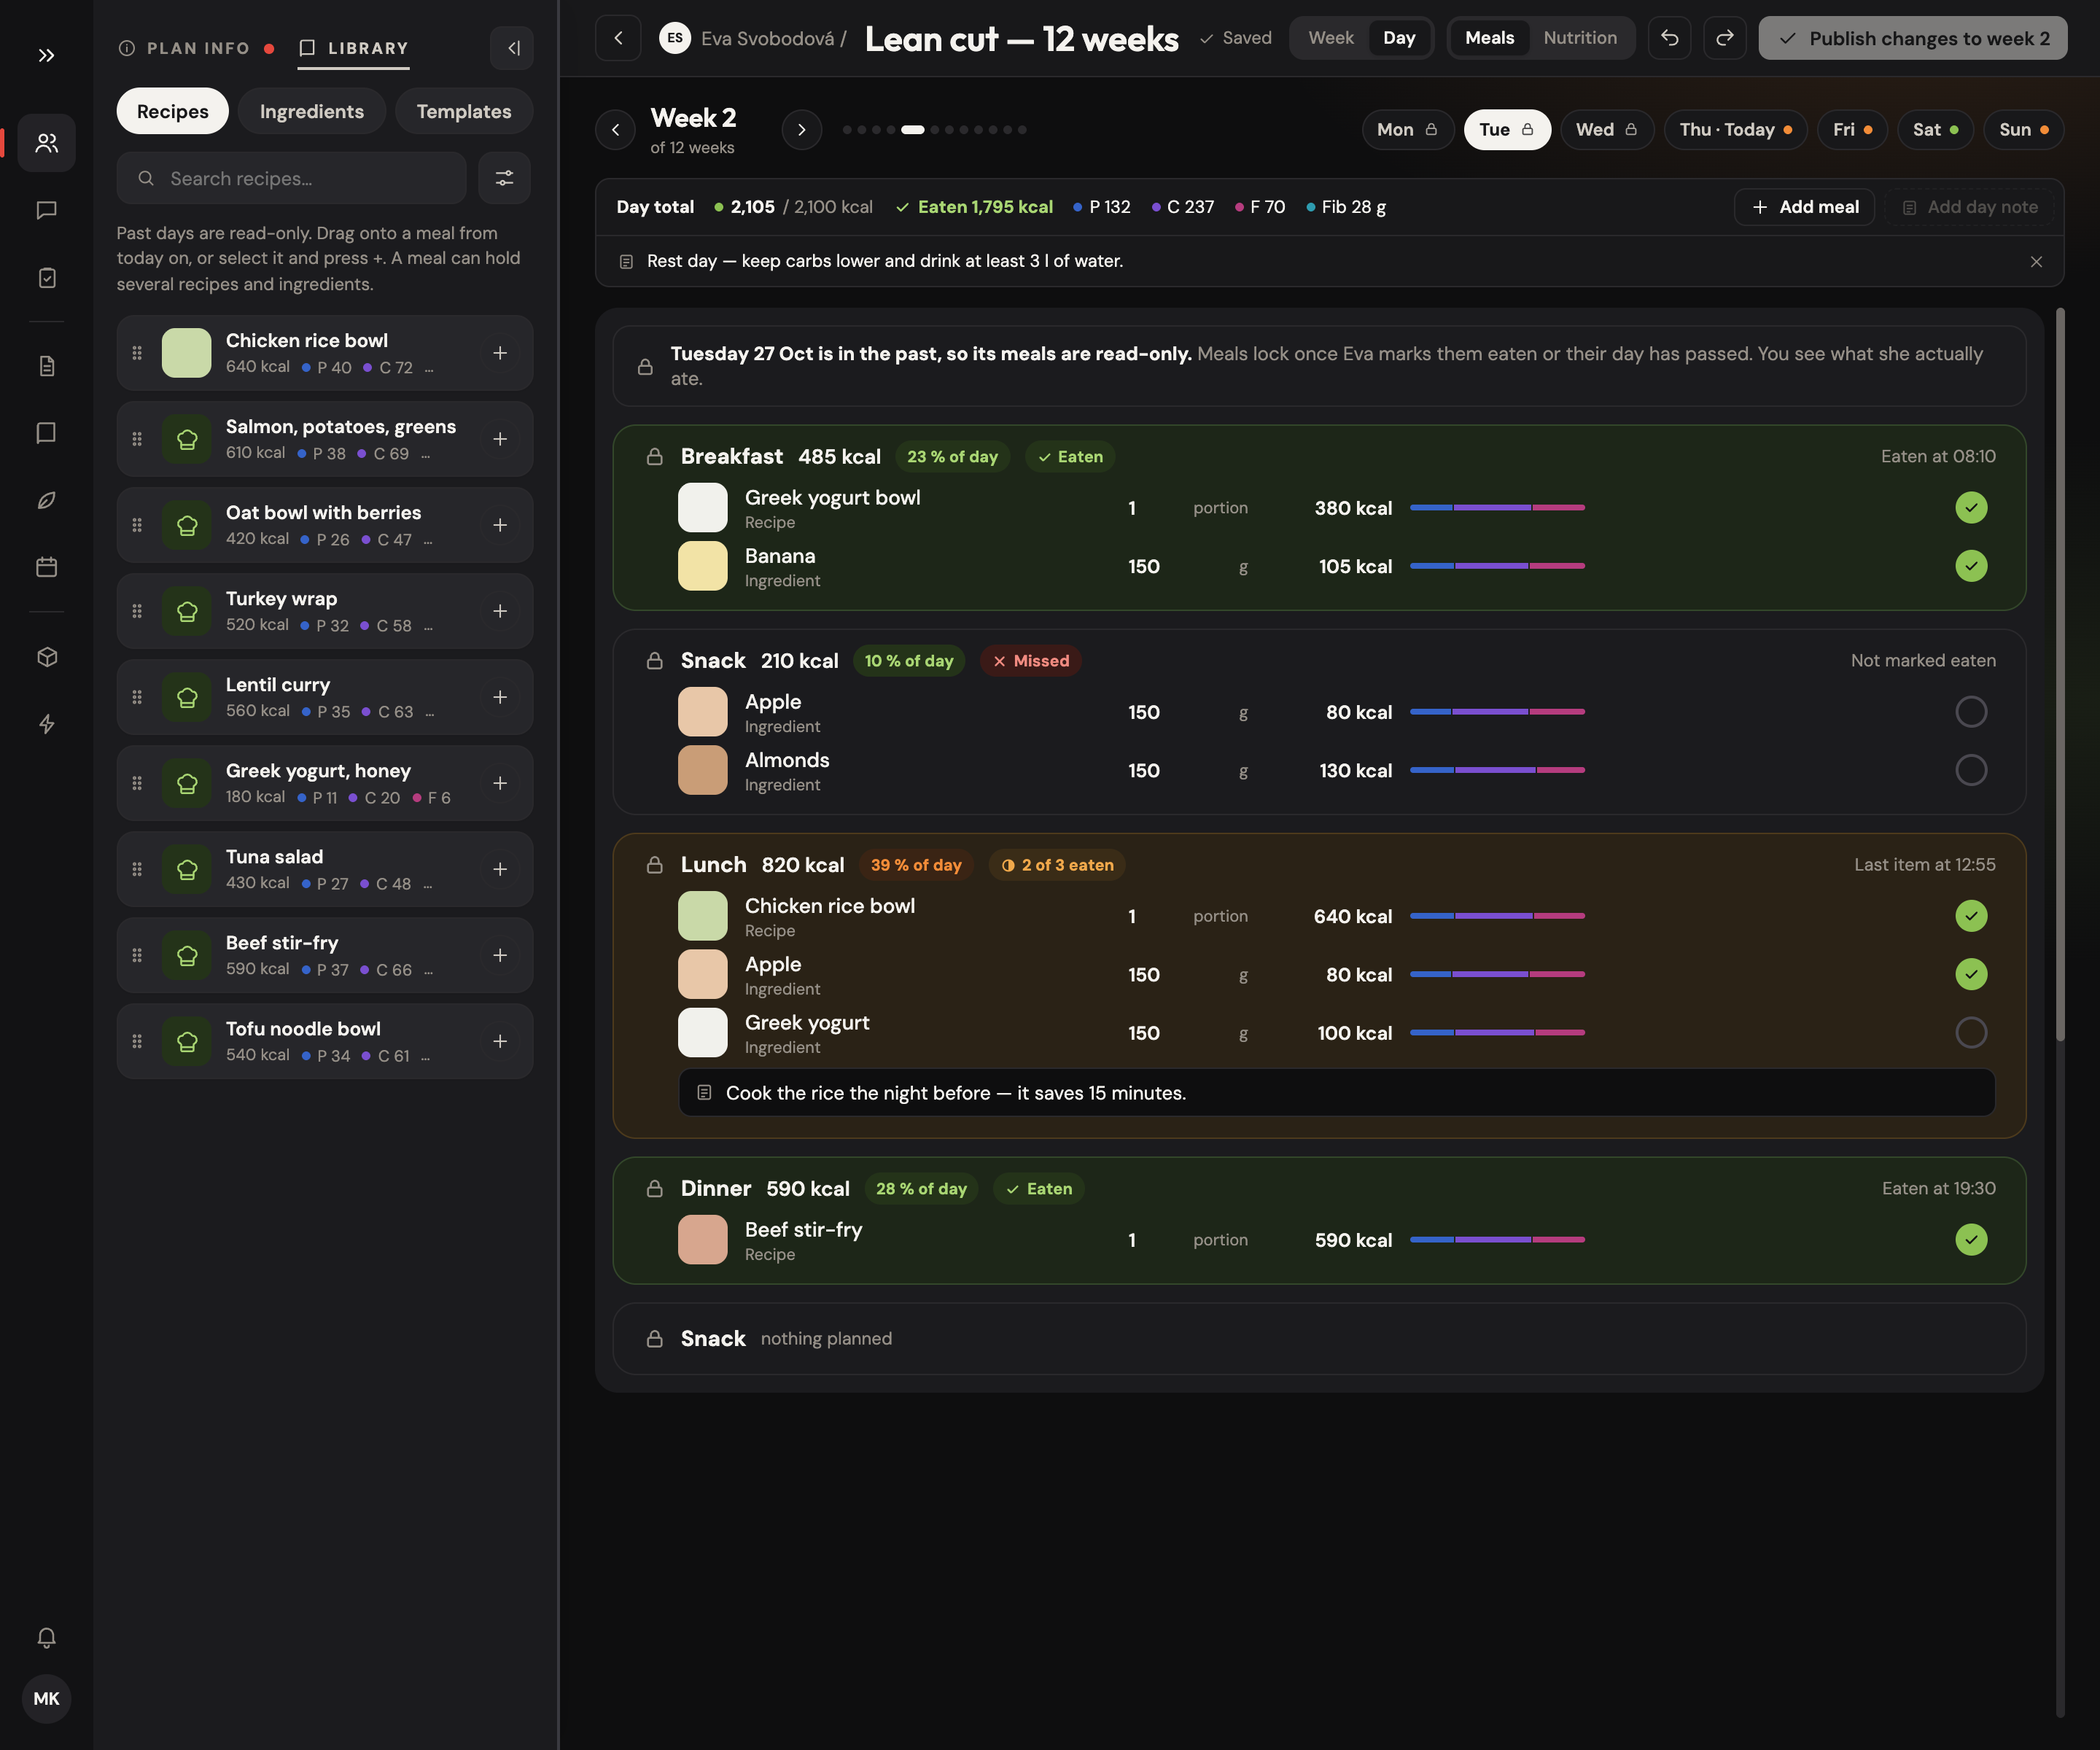 PLAN INFO
LIBRARY
Recipes
Ingredients
Templates
Search recipes...
Past days are read-only. Drag onto a meal from
today on, or select it and press +. A meal can hold
several recipes and ingredients.
Chicken rice bowl
640 kcal P 40 C 72 ...
Salmon, potatoes, greens
610 kcal P 38 C 69 ...
Oat bowl with berries
420 kcal P 26 C 47 ...
Turkey wrap
520 kcal P 32 C 58 ...
Lentil curry
560 kcal P 35 C 63 ...
Greek yogurt, honey
180 kcal P 11 C 20 F 6
Tuna salad
430 kcal P 27 C 48 ...
Beef stir-fry
590 kcal P 37 C 66 ...
Tofu noodle bowl
540 kcal P 34 C 61 ...
MK
ES Eva Svobodová / Lean cut — 12 weeks
Saved
Week Day
Meals Nutrition
Publish changes to week 2
Week 2
of 12 weeks
Mon
Tue
Wed
Thu · Today
Fri
Sat
Sun
Day total 2,105 / 2,100 kcal Eaten 1,795 kcal P 132 C 237 F 70 Fib 28 g
Add meal
Add day note
Rest day — keep carbs lower and drink at least 3 l of water.
Tuesday 27 Oct is in the past, so its meals are read-only. Meals lock once Eva marks them eaten or their day has passed. You see what she actually
ate.
Breakfast 485 kcal 23 % of day Eaten Eaten at 08:10
Greek yogurt bowl
Recipe
1 portion 380 kcal
Banana
Ingredient
150 g 105 kcal
Snack 210 kcal 10 % of day Missed Not marked eaten
Apple
Ingredient
150 g 80 kcal
Almonds
Ingredient
150 g 130 kcal
Lunch 820 kcal 39 % of day 2 of 3 eaten Last item at 12:55
Chicken rice bowl
Recipe
1 portion 640 kcal
Apple
Ingredient
150 g 80 kcal
Greek yogurt
Ingredient
150 g 100 kcal
Cook the rice the night before — it saves 15 minutes.
Dinner 590 kcal 28 % of day Eaten Eaten at 19:30
Beef stir-fry
Recipe
1 portion 590 kcal
Snack nothing planned